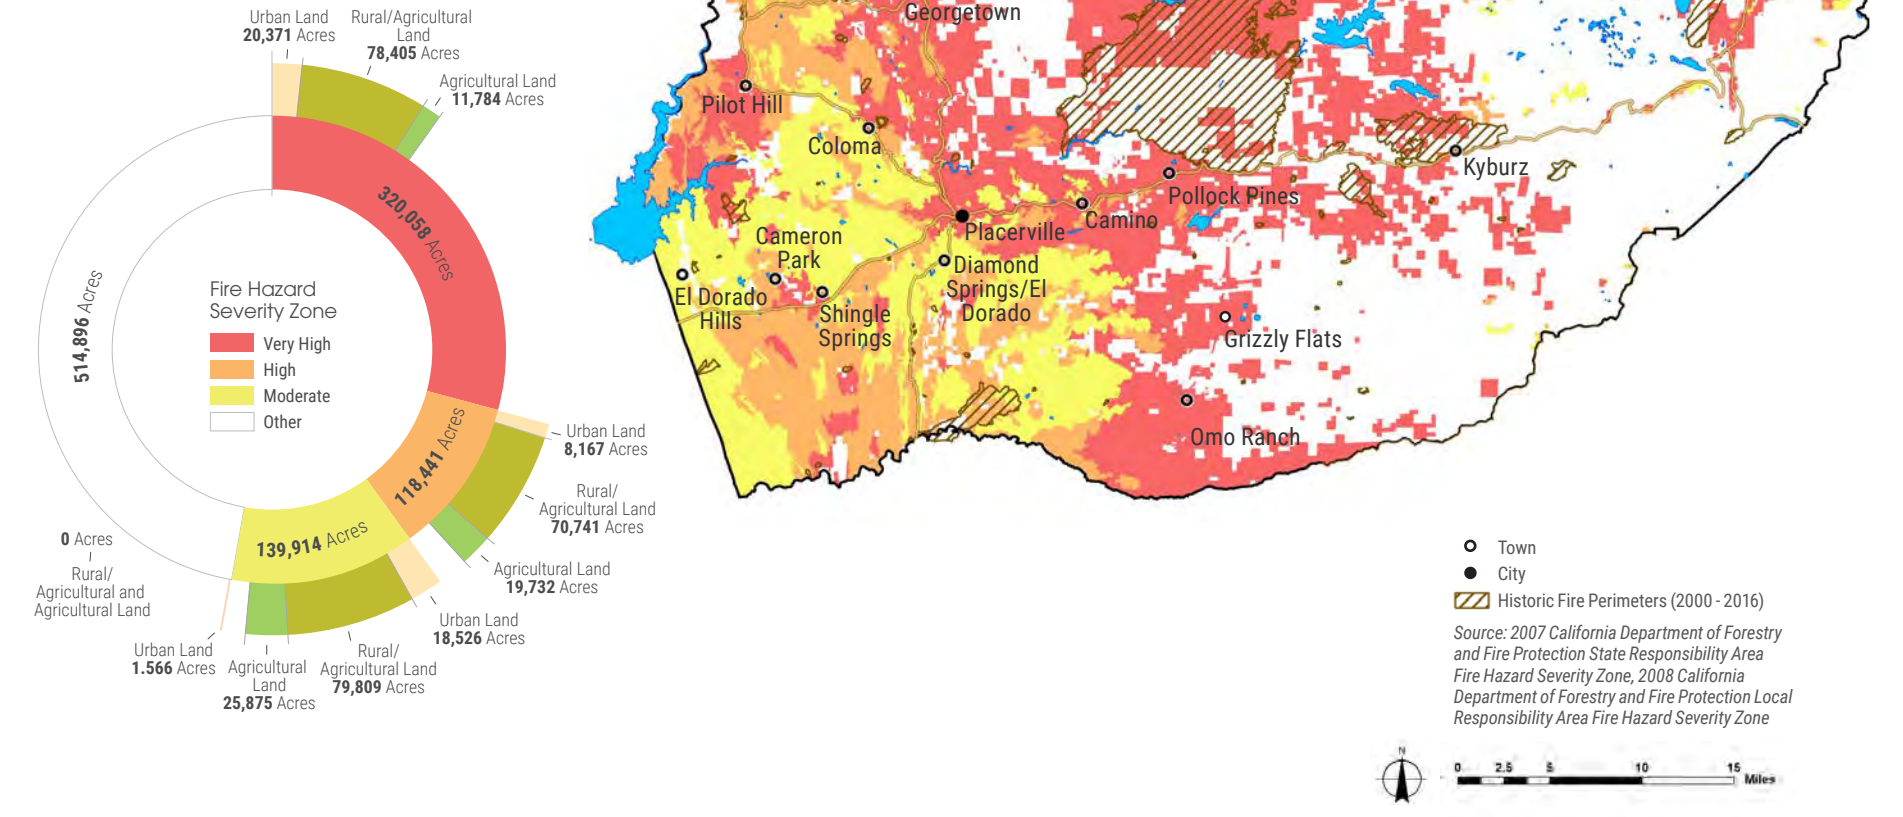 Urban Land
20,371 Acres
Rural/Agricultural
Land
78,405 Acres
Agricultural Land
11,784 Acres
320,058 Acres
514,896 Acres
Fire Hazard
Severity Zone
Very High
High
Moderate
Other
118,441 Acres
Urban Land
8,167 Acres
Rural/
Agricultural Land
70,741 Acres
Agricultural Land
19,732 Acres
139,914 Acres
Urban Land
18,526 Acres
Rural/
Agricultural Land
79,809 Acres
Agricultural
Land
25,875 Acres
Urban Land
1.566 Acres
0 Acres
Rural/
Agricultural and
Agricultural Land
Georgetown
Pilot Hill
Coloma
Kyburz
Pollock Pines
Camino
Placerville
Cameron
Park
Diamond
Springs/El
Dorado
El Dorado
Hills
Shingle
Springs
Grizzly Flats
Omo Ranch
Town
City
Historic Fire Perimeters (2000 - 2016)
Source: 2007 California Department of Forestry
and Fire Protection State Responsibility Area
Fire Hazard Severity Zone, 2008 California
Department of Forestry and Fire Protection Local
Responsibility Area Fire Hazard Severity Zone
N
0 2.5 5 10 15
Miles